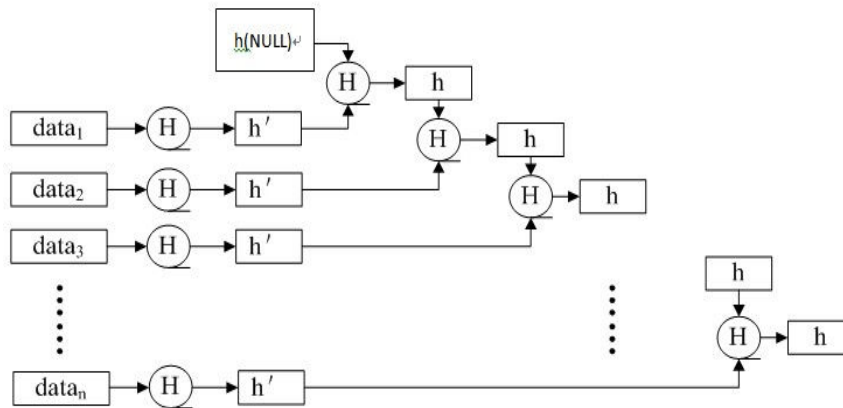 h(NULL)↵
H h
data₁ H h′
H h
data₂ H h′
H h
data₃ H h′
h
H h
dataₙ H h′